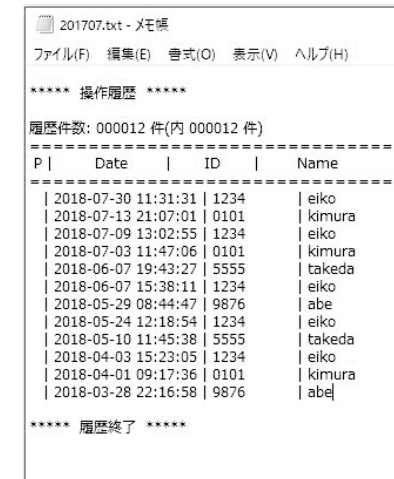 201707.txt - メモ帳
ファイル(F) 編集(E) 書式(O) 表示(V) ヘルプ(H)
***** 操作履歴 *****
履歴件数: 000012 件(内 000012 件)
========================================
P | Date | ID | Name
========================================
| 2018-07-30 11:31:31 | 1234 | eiko
| 2018-07-13 21:07:01 | 0101 | kimura
| 2018-07-09 13:02:55 | 1234 | eiko
| 2018-07-03 11:47:06 | 0101 | kimura
| 2018-06-07 19:43:27 | 5555 | takeda
| 2018-06-07 15:38:11 | 1234 | eiko
| 2018-05-29 08:44:47 | 9876 | abe
| 2018-05-24 12:18:54 | 1234 | eiko
| 2018-05-10 11:45:38 | 5555 | takeda
| 2018-04-03 15:23:05 | 1234 | eiko
| 2018-04-01 09:17:36 | 0101 | kimura
| 2018-03-28 22:16:58 | 9876 | abe
***** 履歴終了 *****